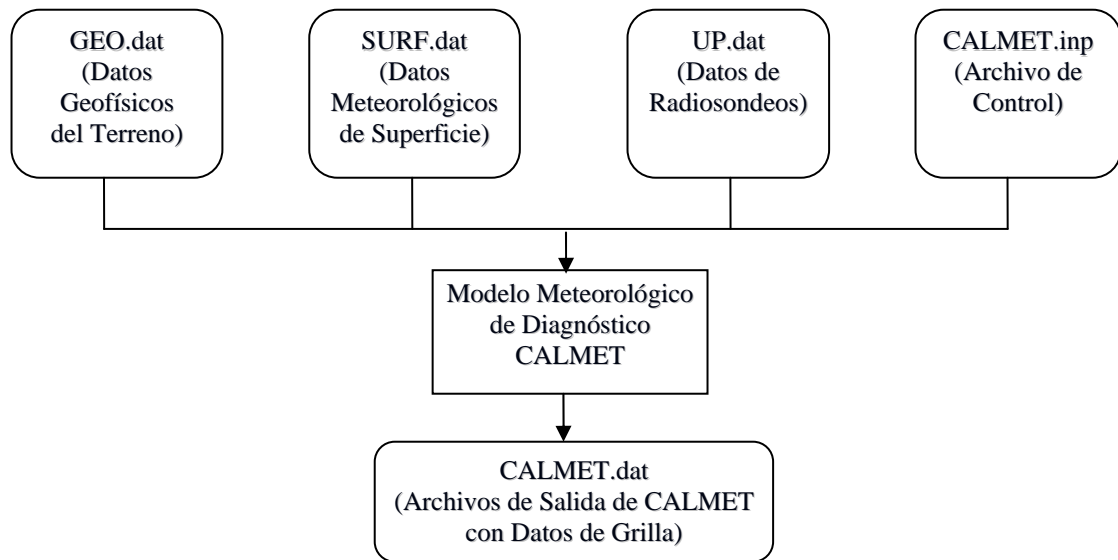 GEO.dat
(Datos
Geofísicos
del Terreno)
SURF.dat
(Datos
Meteorológicos
de Superficie)
UP.dat
(Datos de
Radiosondeos)
CALMET.inp
(Archivo de
Control)
Modelo Meteorológico
de Diagnóstico
CALMET
CALMET.dat
(Archivos de Salida de CALMET
con Datos de Grilla)